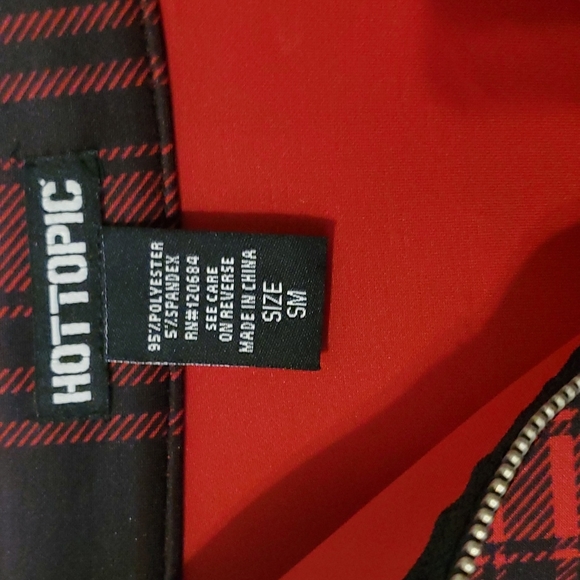 HOTTOPIC
95%POLYESTER
5%SPANDEX
RN#120684
SEE CARE
ON REVERSE
MADE IN CHINA
SIZE
SM